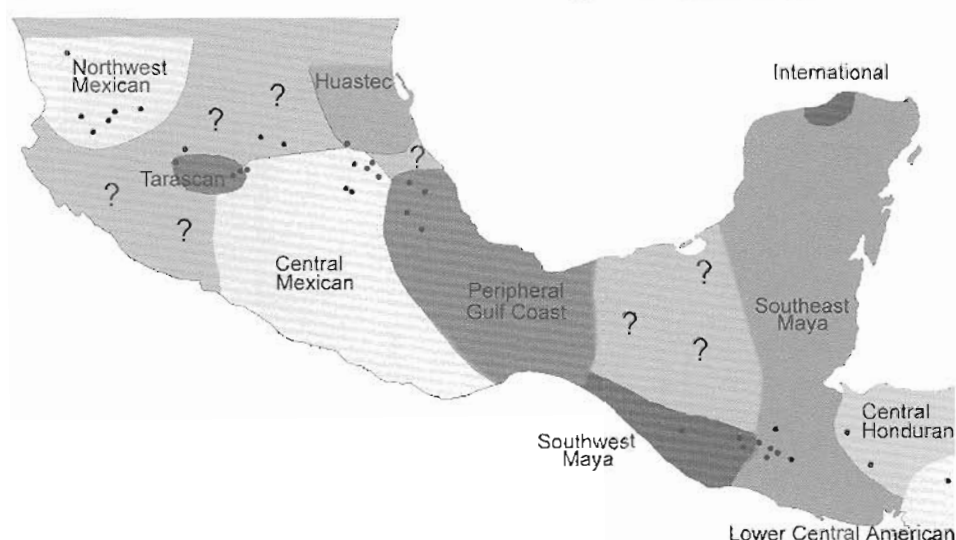 Northwest
Mexican
Huastec
International
?
?
?
Tarascan
?
?
Central
Mexican
Peripheral
Gulf Coast
?
Southeast
Maya
?
?
Southwest
Maya
Central
Honduran
Lower Central American